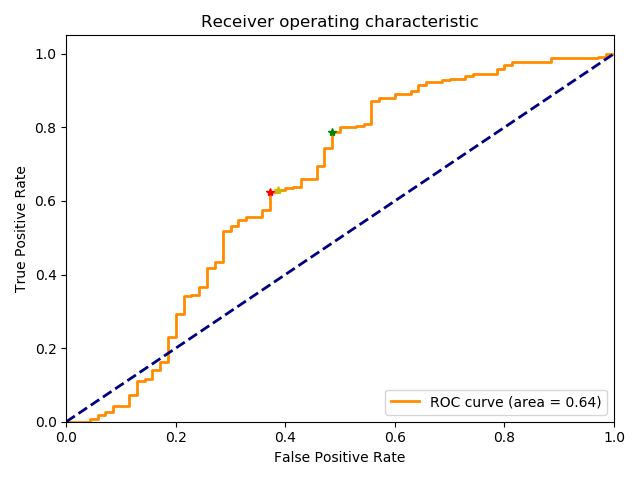 Receiver operating characteristic
True Positive Rate
1.0
0.8
0.6
0.4
0.2
0.0
ROC curve (area = 0.64)
0.0 0.2 0.4 0.6 0.8 1.0
False Positive Rate